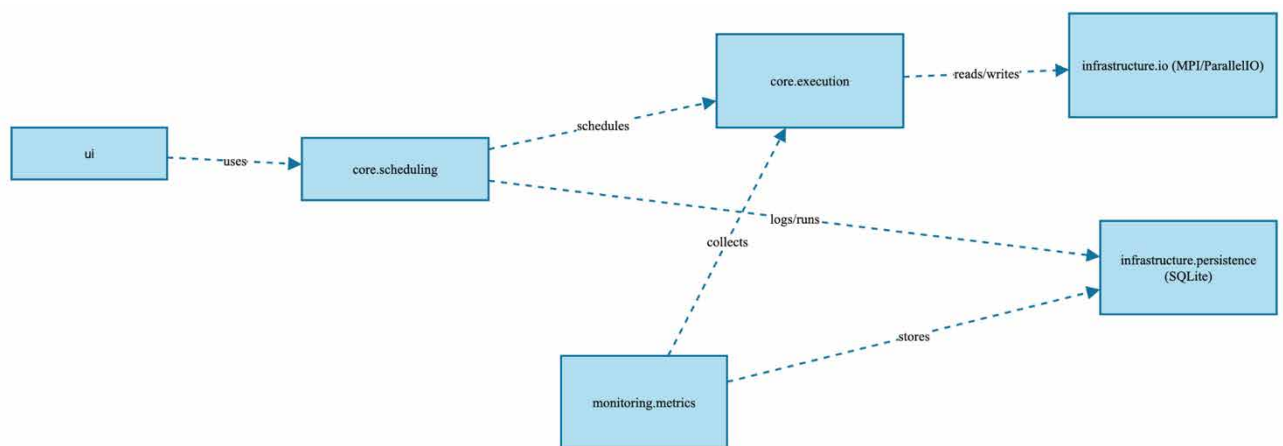 core.execution
reads/writes
infrastructure.io (MPI/ParallelIO)
schedules
ui
uses
core.scheduling
logs/runs
collects
infrastructure.persistence
(SQLite)
stores
monitoring.metrics